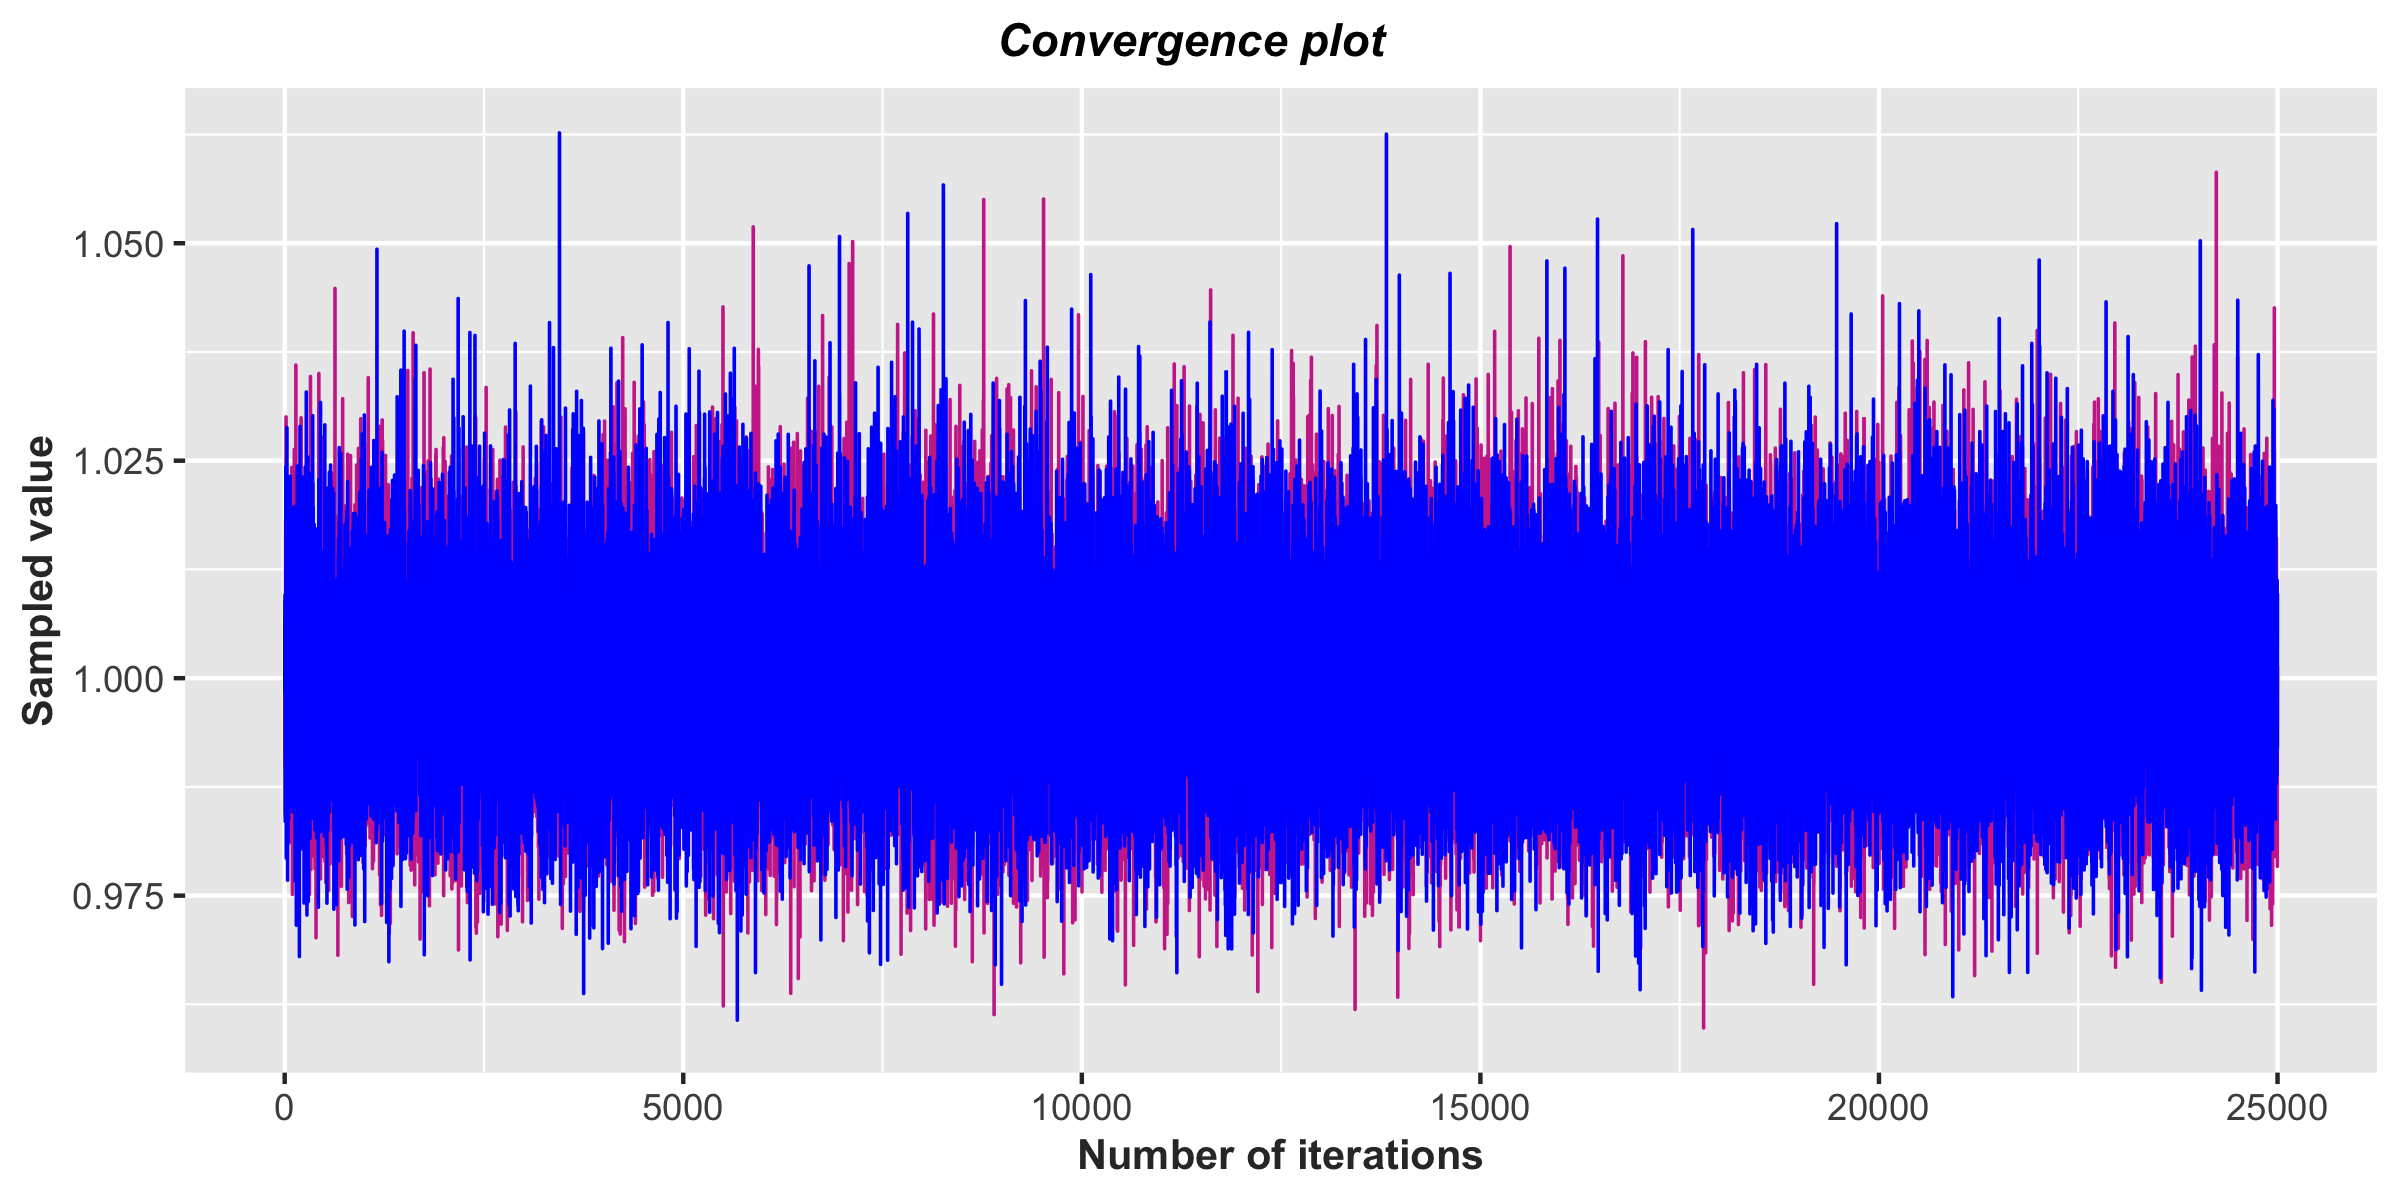 Convergence plot
1.050
1.025
1.000
0.975
Sampled value
0 5000 10000 15000 20000 25000
Number of iterations